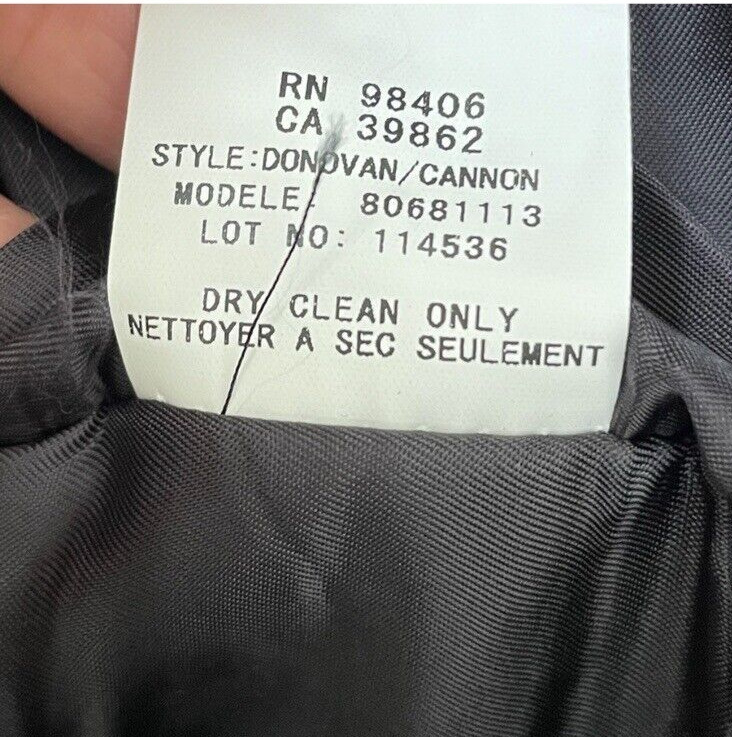 RN 98406
CA 39862
STYLE:DONOVAN/CANNON
MODELE: 80681113
LOT NO: 114536
DRY CLEAN ONLY
NETTOYER A SEC SEULEMENT